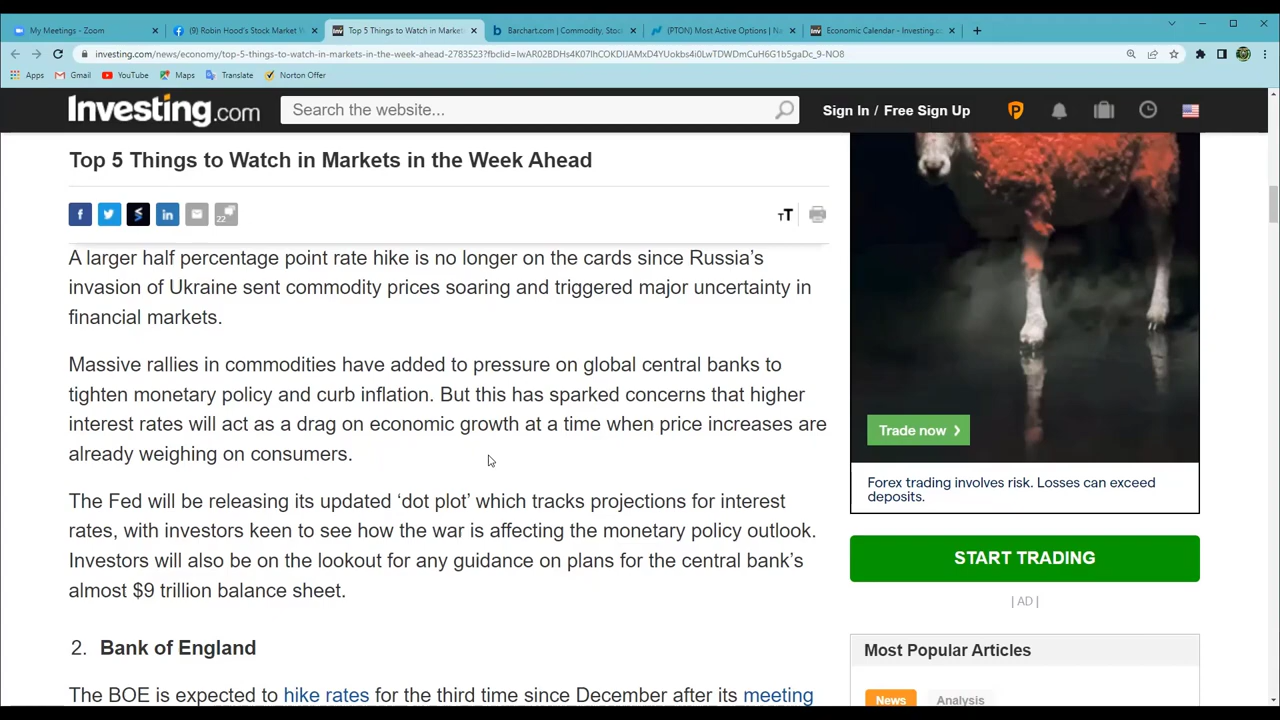 My Meetings - Zoom
(9) Robin Hood's Stock Market W
Top 5 Things to Watch in Markets
Barchart.com | Commodity, Stoc
(PTON) Most Active Options | Na
Economic Calendar - Investing.co
investing.com/news/economy/top-5-things-to-watch-in-markets-in-the-week-ahead-2783523?
Apps
Gmail
YouTube
Maps
Translate
Norton Offer
Investing.com
Search the website...
Sign In / Free Sign Up
Top 5 Things to Watch in Markets in the Week Ahead
22
TT
A larger half percentage point rate hike is no longer on the cards since Russia’s
invasion of Ukraine sent commodity prices soaring and triggered major uncertainty in
financial markets.
Massive rallies in commodities have added to pressure on global central banks to
tighten monetary policy and curb inflation. But this has sparked concerns that higher
interest rates will act as a drag on economic growth at a time when price increases are
already weighing on consumers.
The Fed will be releasing its updated ‘dot plot’ which tracks projections for interest
rates, with investors keen to see how the war is affecting the monetary policy outlook.
Investors will also be on the lookout for any guidance on plans for the central bank’s
almost $9 trillion balance sheet.
2. Bank of England
The BOE is expected to hike rates for the third time since December after its meeting
Trade now
Forex trading involves risk. Losses can exceed
deposits.
START TRADING
| AD |
Most Popular Articles
News
Analysis